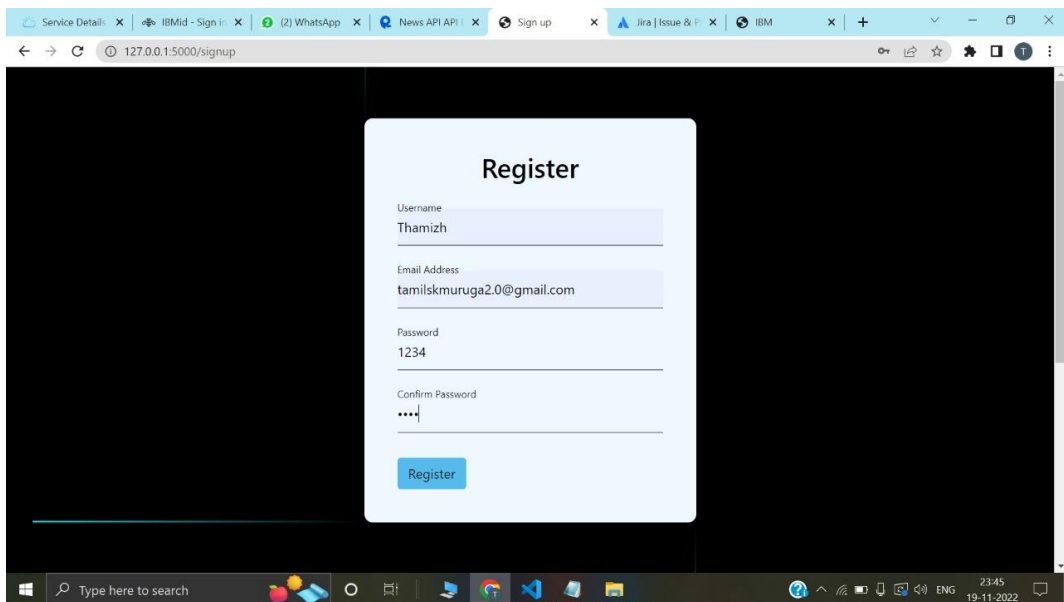 Service Details
IBMid - Sign in
(2) WhatsApp
News API API
Sign up
Jira | Issue & P
IBM
127.0.0.1:5000/signup
T
Register
Username
Thamizh
Email Address
tamilskmuruga2.0@gmail.com
Password
1234
Confirm Password
••••
Register
Type here to search
ENG
23:45
19-11-2022